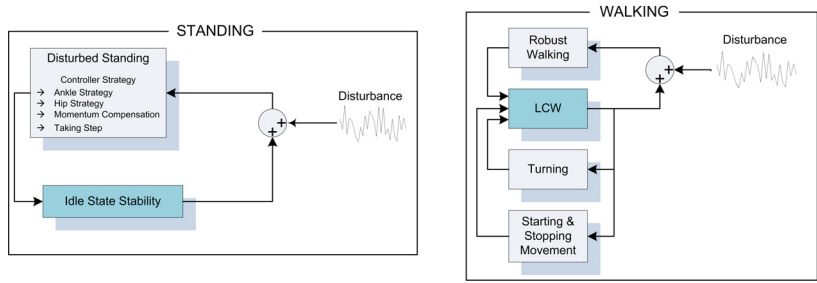 STANDING
Disturbed Standing
Controller Strategy
→ Ankle Strategy
→ Hip Strategy
→ Momentum Compensation
→ Taking Step
Disturbance
+
+
Idle State Stability
WALKING
Robust
Walking
Disturbance
+
+
LCW
Turning
Starting &
Stopping
Movement